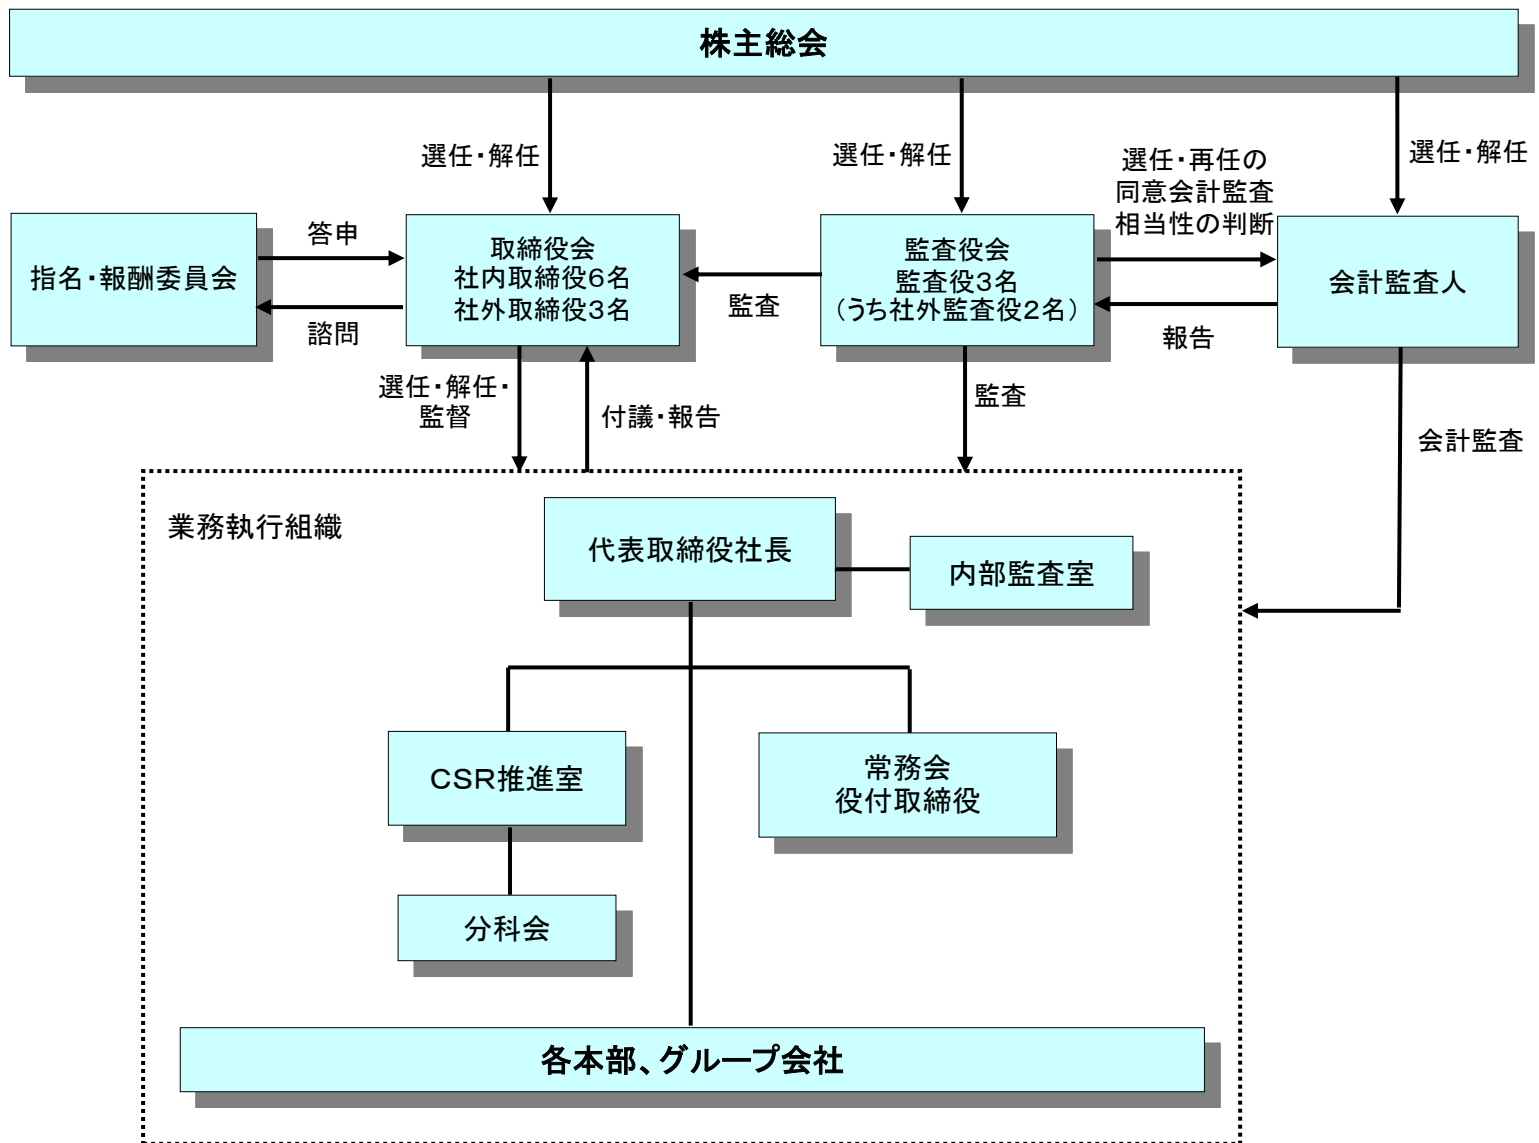 株主総会
選任・解任
選任・解任
選任・再任の
同意会計監査
相当性の判断
選任・解任
指名・報酬委員会
答申
諮問
取締役会
社内取締役6名
社外取締役3名
監査
監査役会
監査役3名
（うち社外監査役2名）
報告
会計監査人
選任・解任・
監督
付議・報告
監査
会計監査
業務執行組織
代表取締役社長
内部監査室
CSR推進室
常務会
役付取締役
分科会
各本部、グループ会社